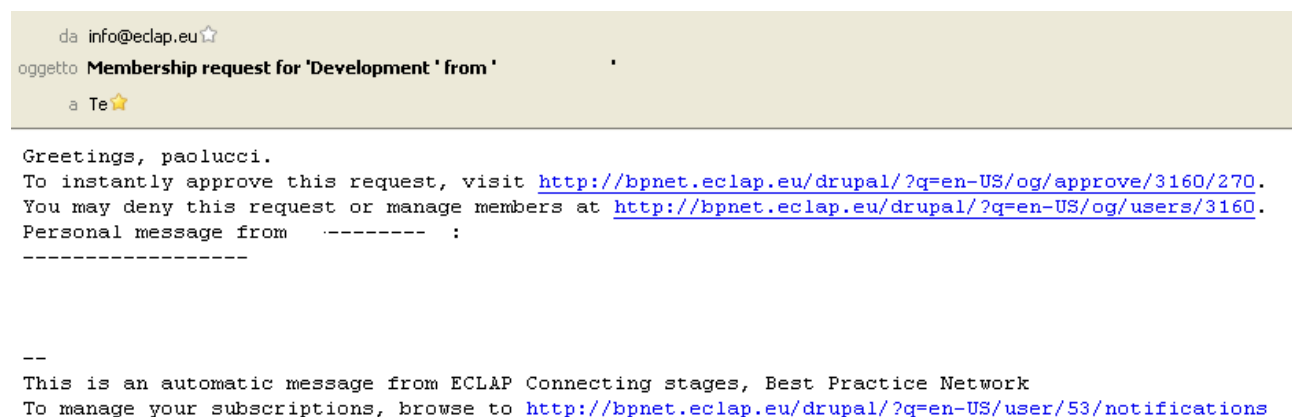 da info@eclap.eu
oggetto Membership request for 'Development ' from ' '
a Te
Greetings, paolucci.
To instantly approve this request, visit http://bpnet.eclap.eu/drupal/?q=en-US/og/approve/3160/270.
You may deny this request or manage members at http://bpnet.eclap.eu/drupal/?q=en-US/og/users/3160.
Personal message from -------- :
------------------
--
This is an automatic message from ECLAP Connecting stages, Best Practice Network
To manage your subscriptions, browse to http://bpnet.eclap.eu/drupal/?q=en-US/user/53/notifications